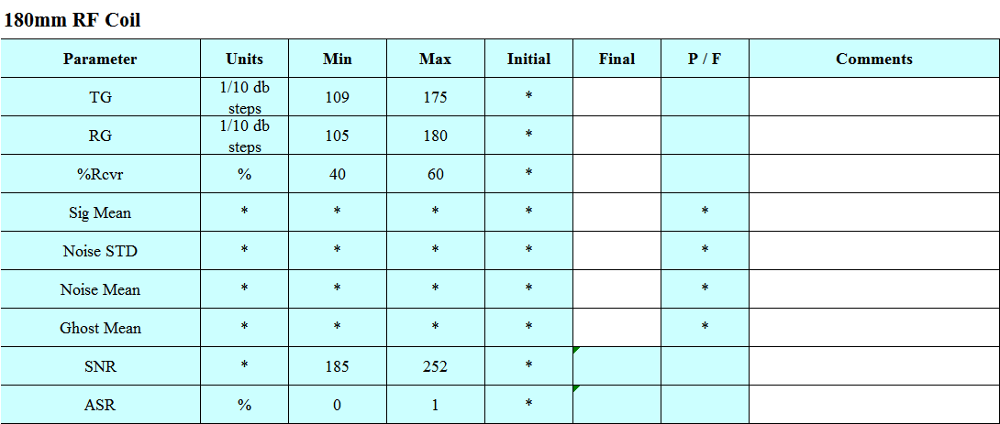 180mm RF Coil
Parameter Units Min Max Initial Final P / F Comments
TG 1/10 db steps 109 175 *
RG 1/10 db steps 105 180 *
%Rcvr % 40 60 *
Sig Mean * * * * *
Noise STD * * * * *
Noise Mean * * * * *
Ghost Mean * * * * *
SNR * 185 252 *
ASR % 0 1 *